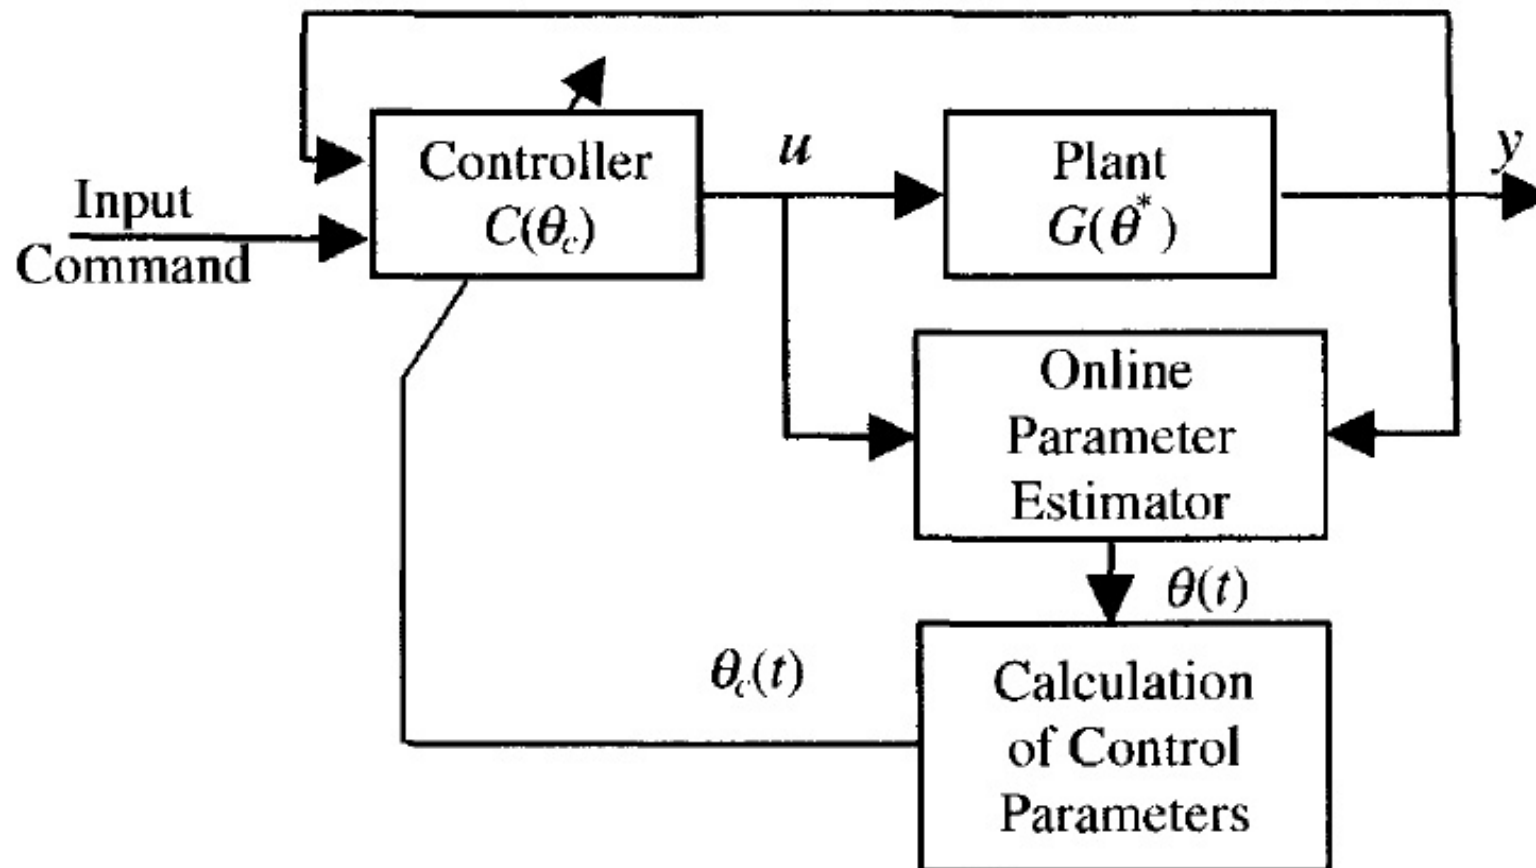 Input
Command
Controller
C(θc)
u
Plant
G(θ*)
y
Online
Parameter
Estimator
θ(t)
θc(t)
Calculation
of Control
Parameters